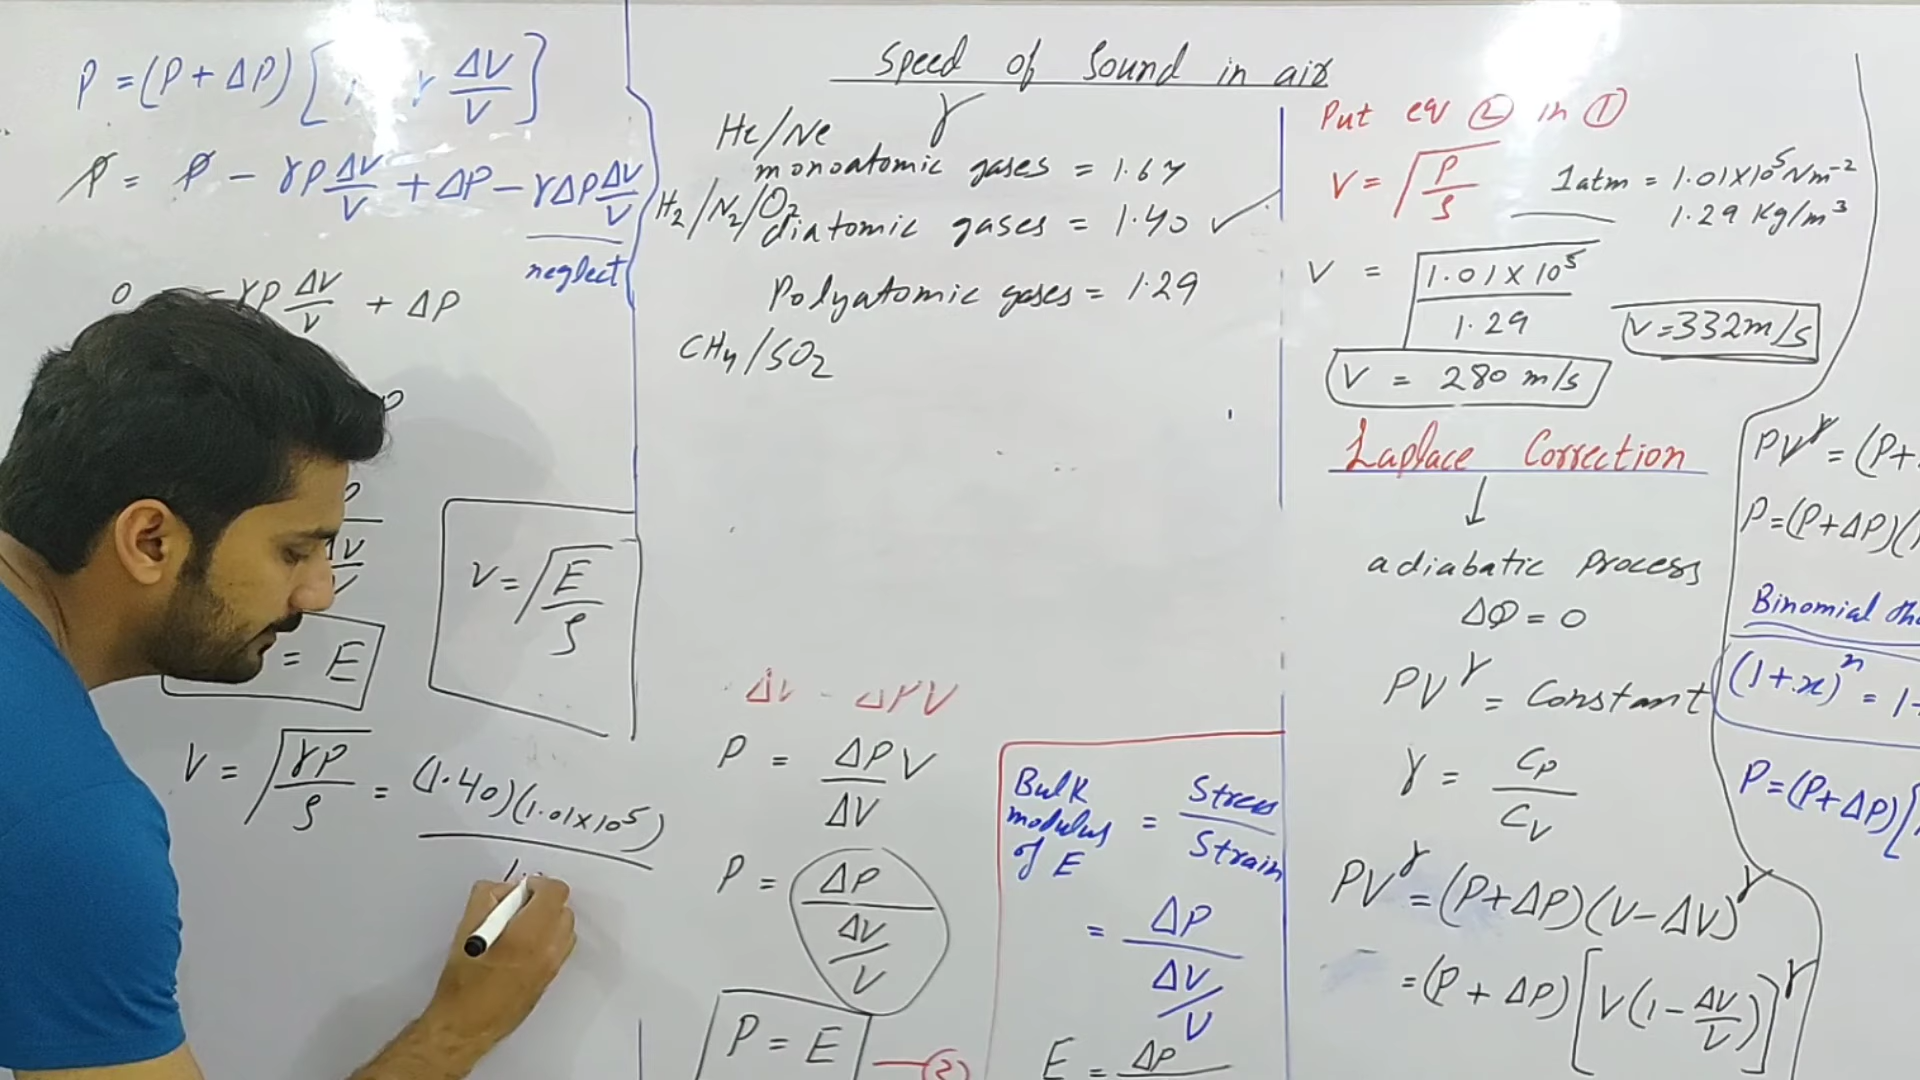 Speed of Sound in air
P = (P + ΔP) [ γ ΔV/V ]
P = P - γP ΔV/V + ΔP - γΔP ΔV/V
neglect
0 - γP ΔV/V + ΔP
= E
V = √(E/ρ)
V = √(γP/ρ) = (1.40)(1.01×10⁵)
γ
He/Ne
monoatomic gases = 1.67
H₂/N₂/O₂
diatomic gases = 1.40 ✓
Polyatomic gases = 1.29
CH₄/SO₂
P = ΔPV/ΔV
P = ΔP/(ΔV/V)
P = E
Bulk modulus of E = Stress/Strain
= ΔP/(ΔV/V)
E = ΔP
Put eq ② in ①
V = √(P/ρ)
1atm = 1.01×10⁵ Nm⁻²
1.29 Kg/m³
V = √(1.01×10⁵/1.29)
V = 332m/s
V = 280 m/s
Laplace Correction
↓
adiabatic Process
ΔQ = 0
PV^γ = Constant
γ = Cp/Cv
PV^γ = (P+ΔP)(V-ΔV)^γ
= (P + ΔP) [V(1 - ΔV/V)]^γ
PV^γ = (P+
P = (P+ΔP)(
Binomial
(1+x)^n = 1
P = (P+ΔP)[